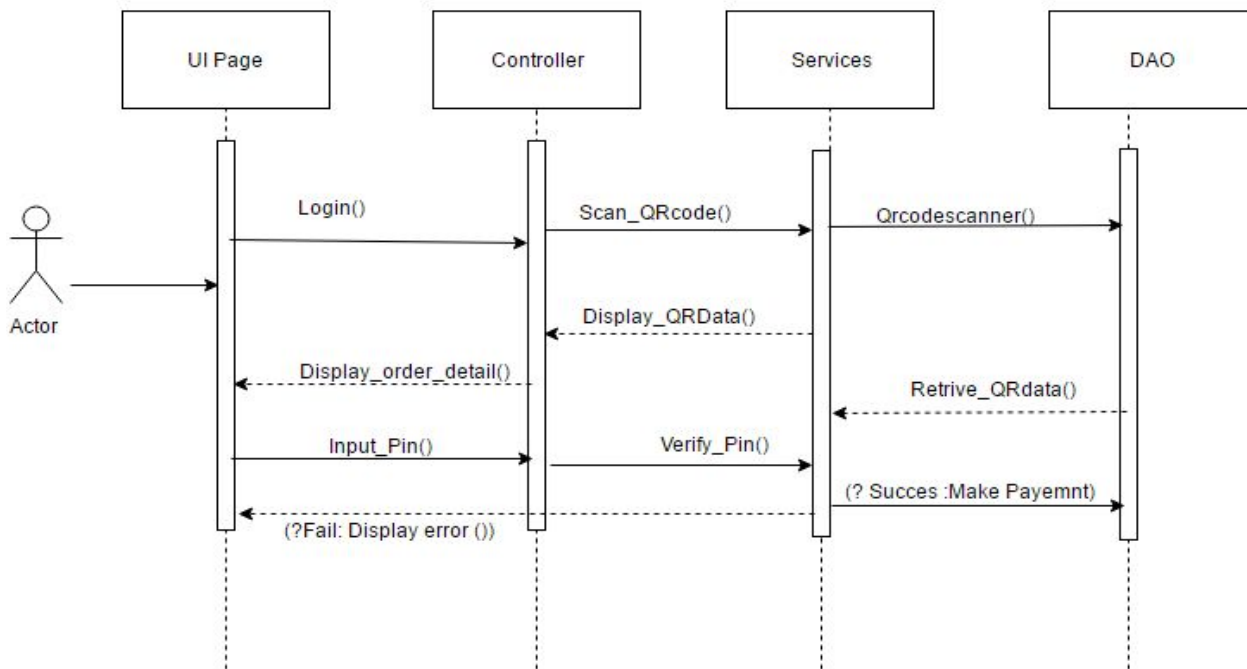 UI Page
Controller
Services
DAO
Login()
Scan_QRcode()
Qrcodescanner()
Actor
Display_QRData()
Display_order_detail()
Retrive_QRdata()
Input_Pin()
Verify_Pin()
(? Succes :Make Payemnt)
(?Fail: Display error ())